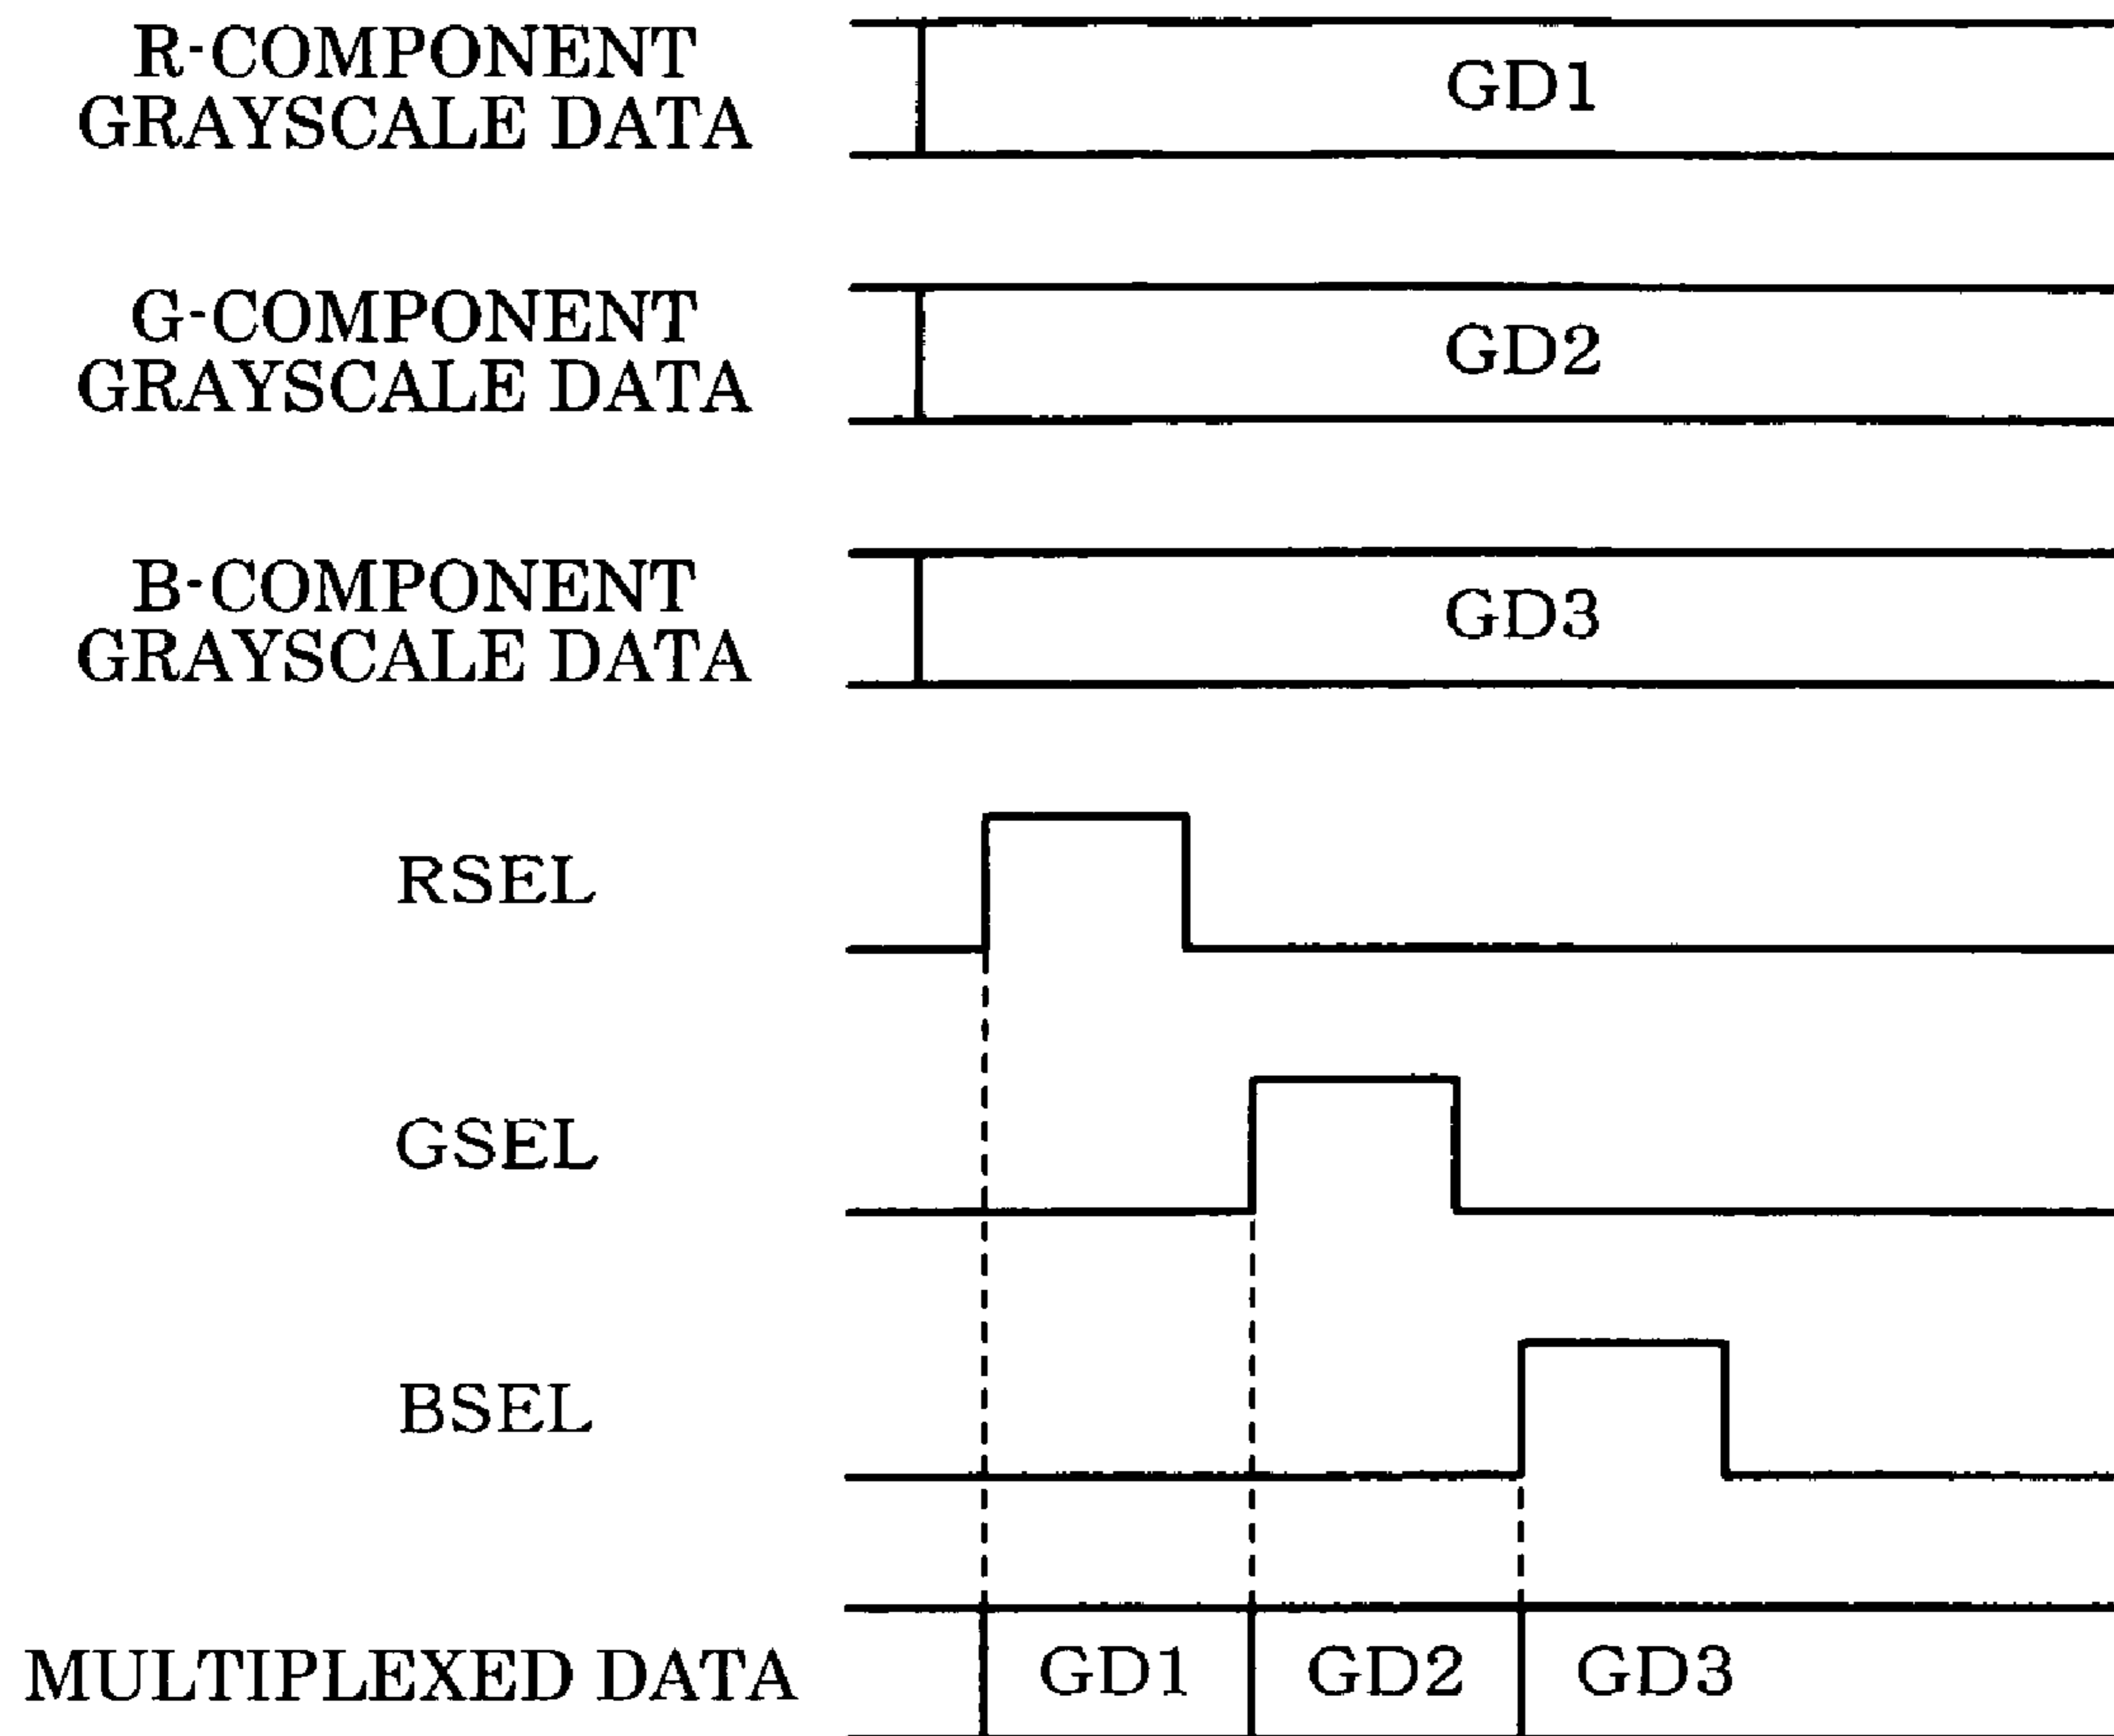 R-COMPONENT
GRAYSCALE DATA
GD1
G-COMPONENT
GRAYSCALE DATA
GD2
B-COMPONENT
GRAYSCALE DATA
GD3
RSEL
GSEL
BSEL
MULTIPLEXED DATA
GD1
GD2
GD3